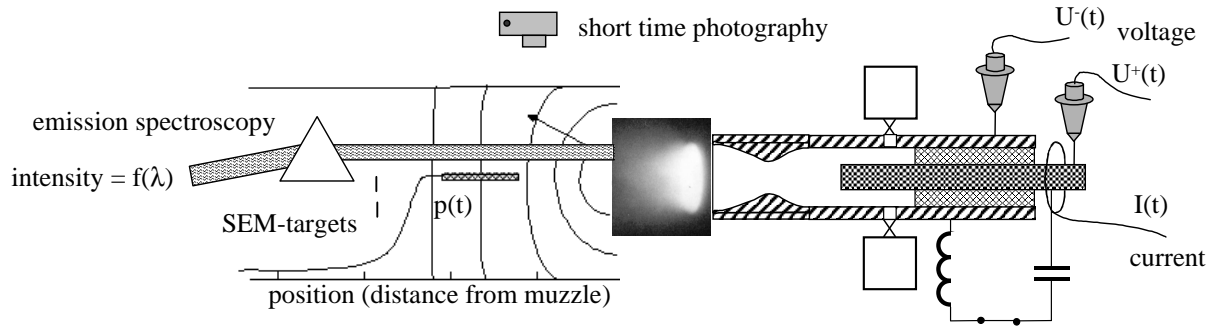 short time photography
U⁻(t)
voltage
U⁺(t)
emission spectroscopy
intensity = f(λ)
SEM-targets
p(t)
I(t)
current
position (distance from muzzle)